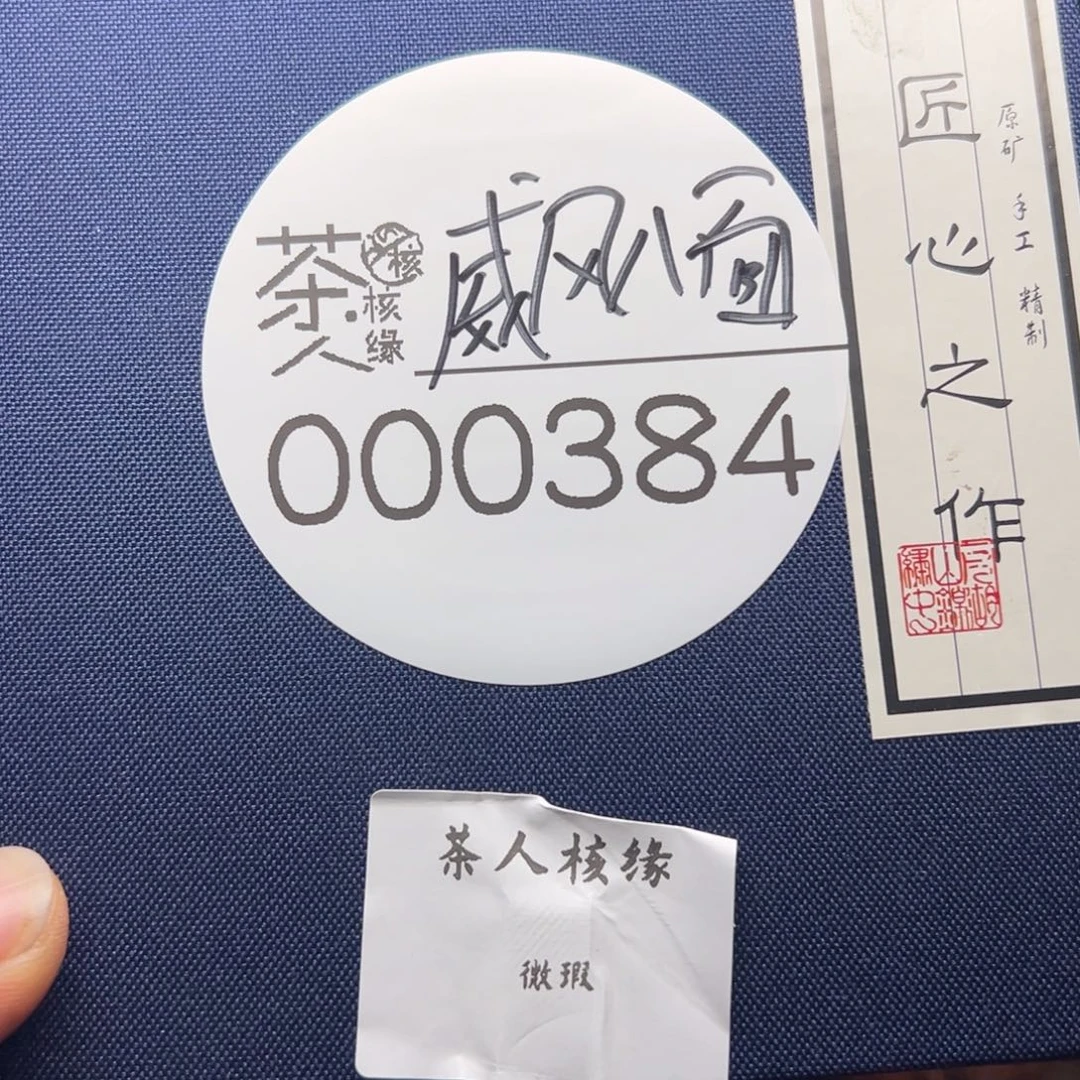 茶人
核
核缘
威风八面
000384
匠心之作
原矿 手工 精制
茶人核缘
微瑕